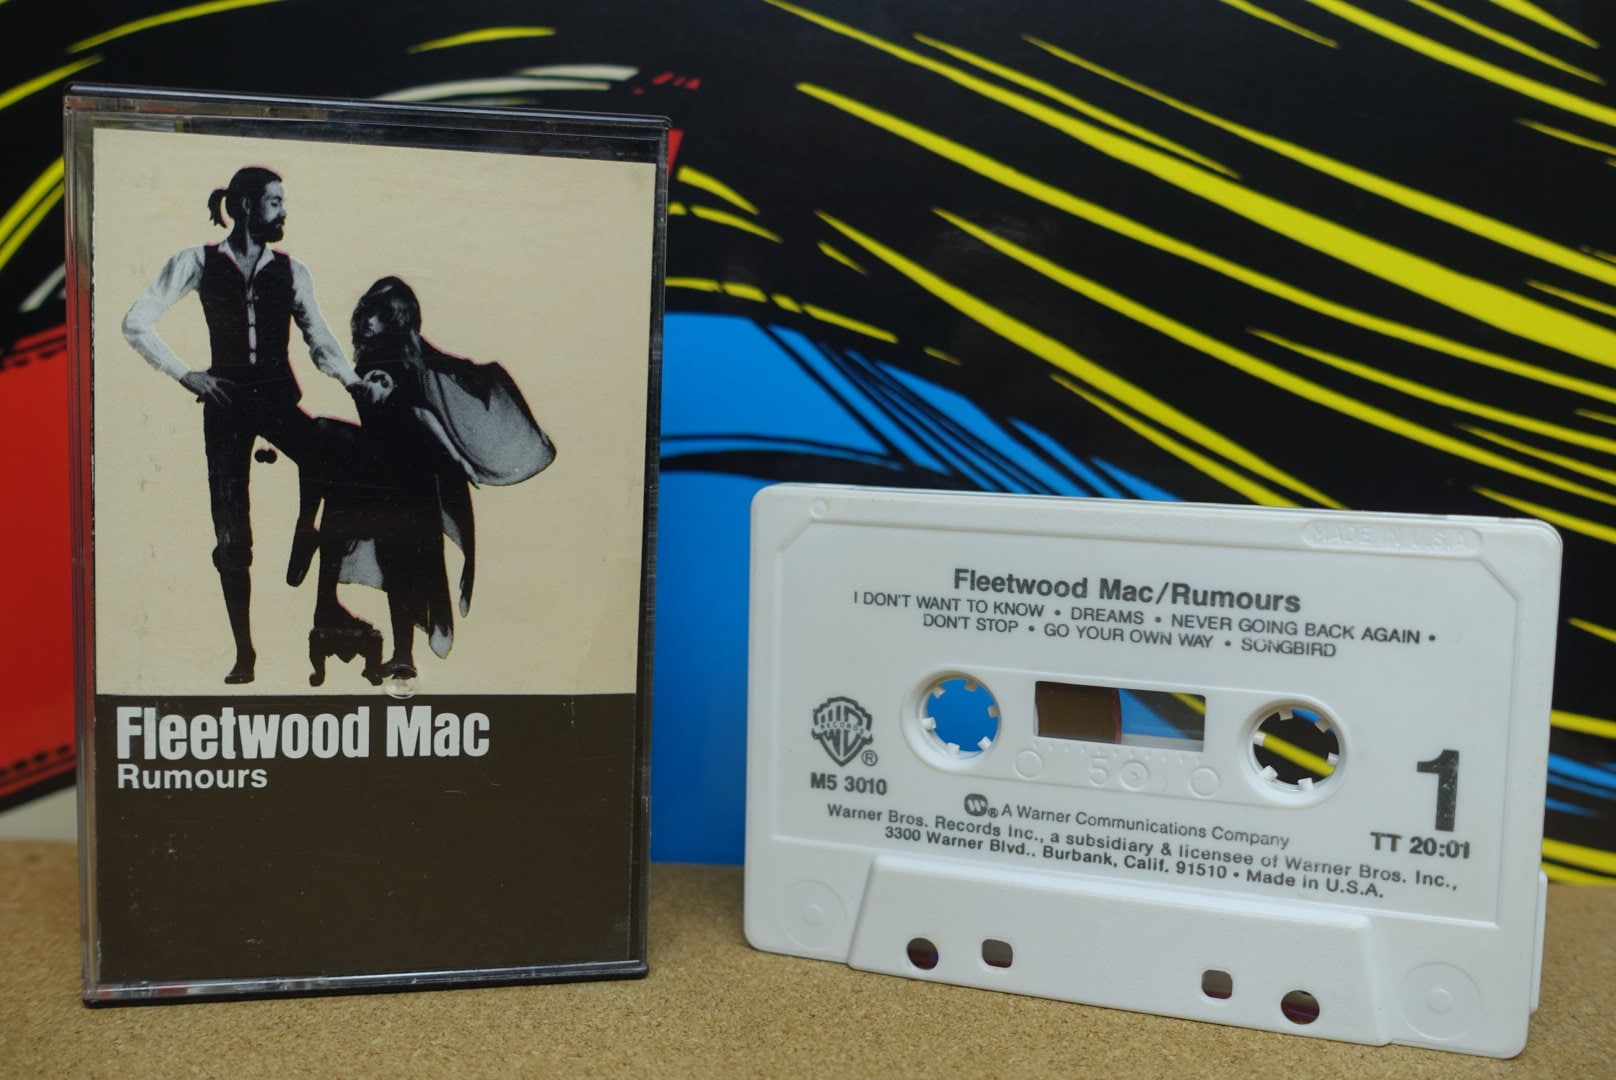 Fleetwood Mac
Rumours
MADE IN U.S.A
Fleetwood Mac/Rumours
I DON'T WANT TO KNOW • DREAMS • NEVER GOING BACK AGAIN •
DON'T STOP • GO YOUR OWN WAY • SONGBIRD
RECORDS
®
M5 3010
50
1
TT 20:01
® A Warner Communications Company
Warner Bros. Records Inc., a subsidiary & licensee of Warner Bros. Inc.,
3300 Warner Blvd., Burbank, Calif. 91510 • Made in U.S.A.